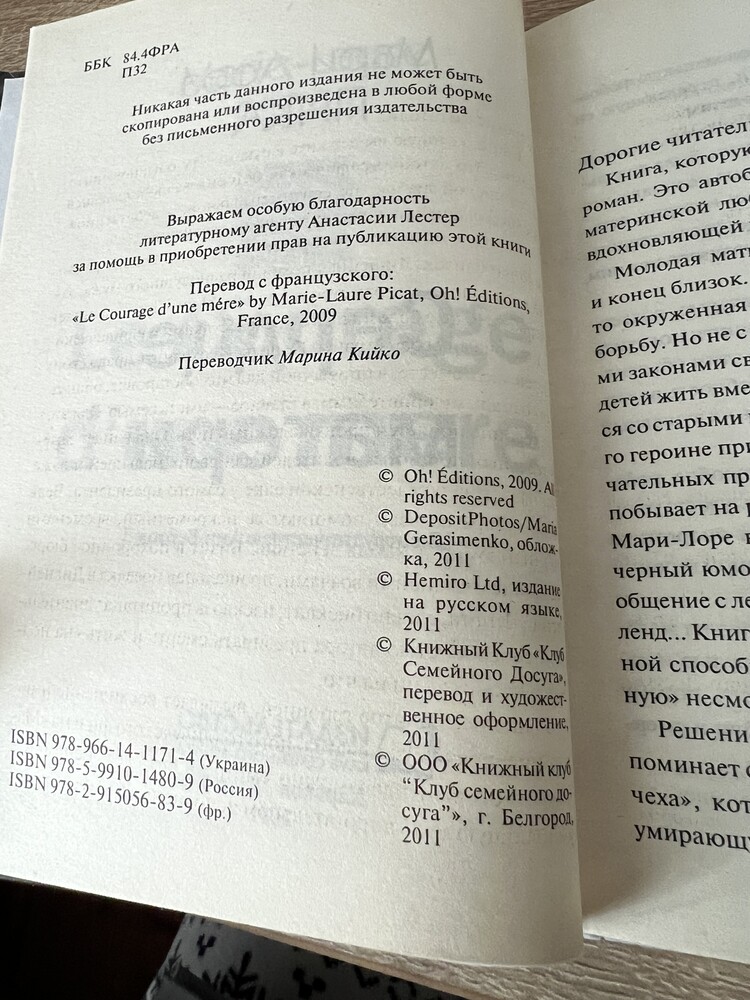 ББК 84.4ФРА
П32
Никакая часть данного издания не может быть
скопирована или воспроизведена в любой форме
без письменного разрешения издательства
Выражаем особую благодарность
литературному агенту Анастасии Лестер
за помощь в приобретении прав на публикацию этой книги
Перевод с французского:
«Le Courage d'une mére» by Marie-Laure Picat, Oh! Éditions,
France, 2009
Переводчик Марина Кийко
© Oh! Éditions, 2009. All
rights reserved
© DepositPhotos/Maria
Gerasimenko, облож-
ка, 2011
© Hemiro Ltd, издание
на русском языке,
2011
© Книжный Клуб «Клуб
Семейного Досуга»,
перевод и художест-
венное оформление,
2011
© ООО «Книжный клуб
“Клуб семейного до-
суга”», г. Белгород,
2011
ISBN 978-966-14-1171-4 (Украина)
ISBN 978-5-9910-1480-9 (Россия)
ISBN 978-2-915056-83-9 (фр.)
Дорогие читател
Книга, которую
роман. Это автоб
материнской лю
вдохновляющей
Молодая мать
и конец близок.
то окруженная
борьбу. Но не с
ми законами св
детей жить вме
ся со старыми
го героине при
чательных пр
побывает на р
Мари-Лоре
черный юмо
общение с ле
ленд... Книг
ной способ
ную» несмо
Решени
поминает с
чеха», кот
умирающу